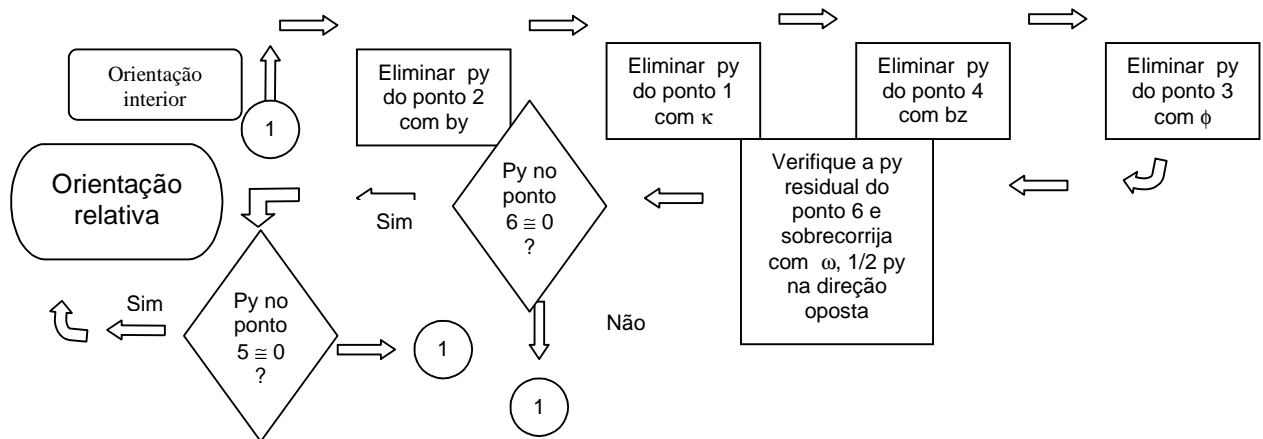 Orientação
interior
1
Eliminar py
do ponto 2
com by
Eliminar py
do ponto 1
com κ
Eliminar py
do ponto 4
com bz
Eliminar py
do ponto 3
com ϕ
Verifique a py
residual do
ponto 6 e
sobrecorrija
com ω, 1/2 py
na direção
oposta
Py no
ponto
6 ≅ 0
?
Sim
Não
1
Py no
ponto
5 ≅ 0
?
1
Sim
Orientação
relativa